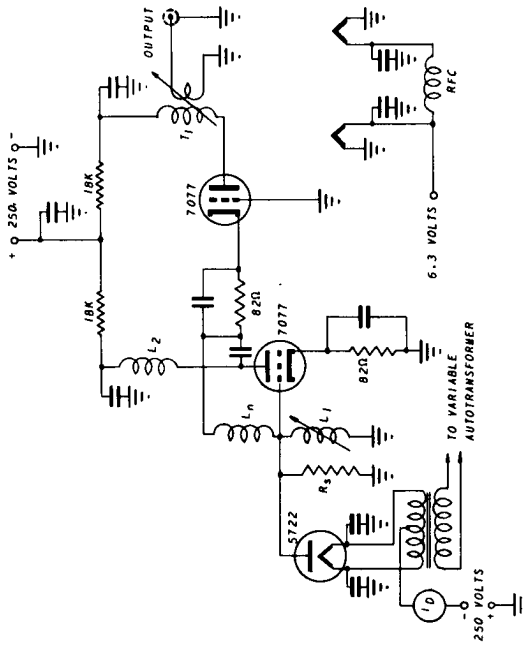 + 250 VOLTS -
18K
18K
OUTPUT
T1
L2
7077
82Ω
7077
82Ω
Ln
L1
Rs
5722
ID
-
+
250 VOLTS
TO VARIABLE
AUTOTRANSFORMER
6.3 VOLTS
RFC